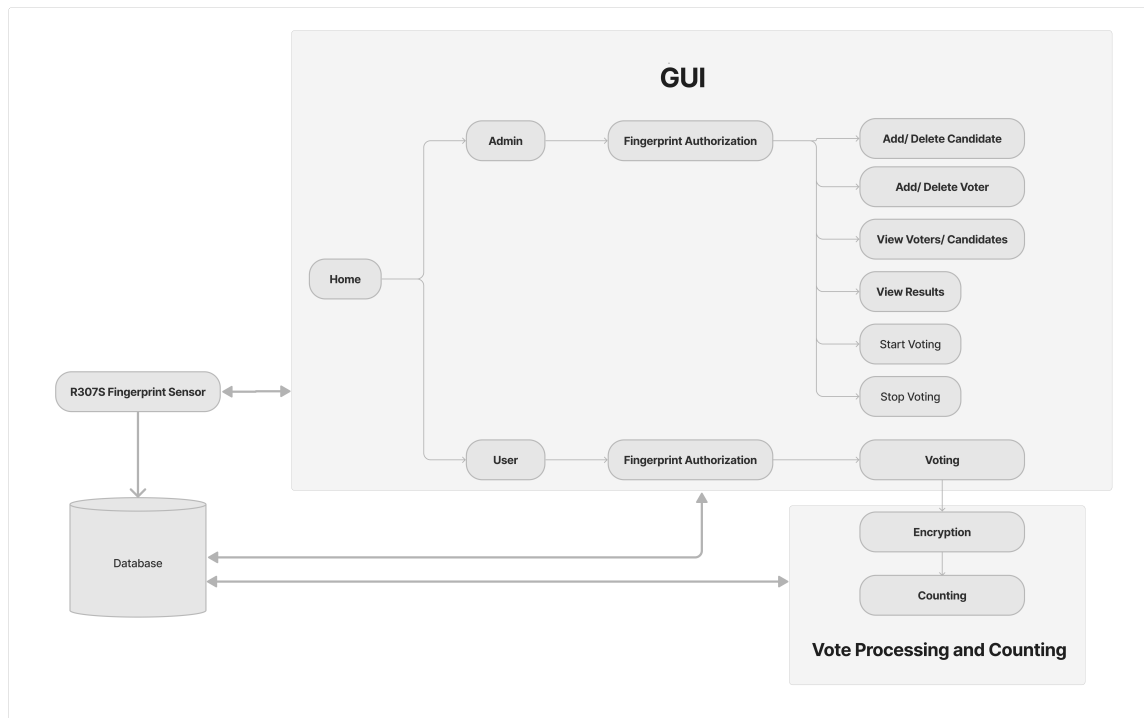 GUI
Admin
Fingerprint Authorization
Add/ Delete Candidate
Add/ Delete Voter
View Voters/ Candidates
Home
View Results
Start Voting
R307S Fingerprint Sensor
Stop Voting
User
Fingerprint Authorization
Voting
Encryption
Database
Counting
Vote Processing and Counting